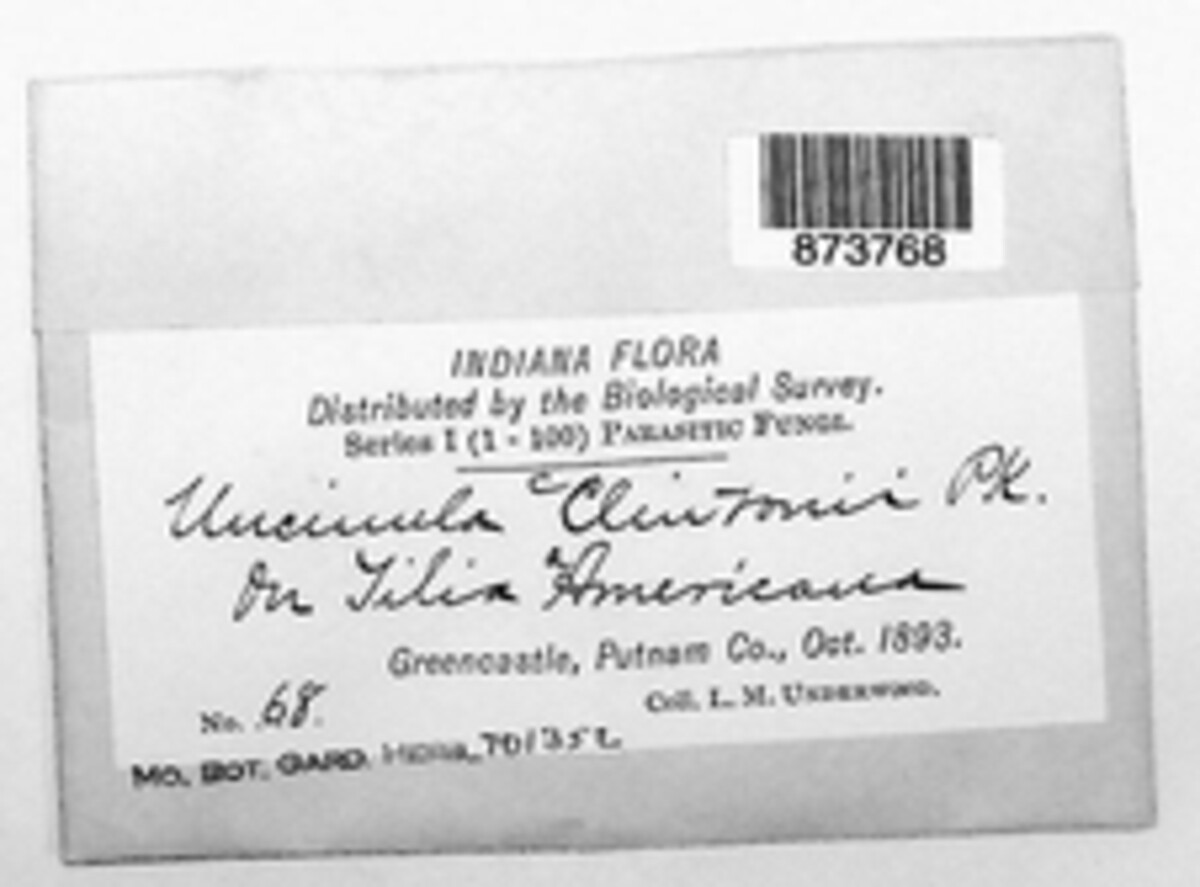 873768
INDIANA FLORA
Distributed by the Biological Survey.
Series I (1 - 100) PARASITIC FUNGI.
Uncinula Clintonii Pk.
On Tilia Americana
Greencastle, Putnam Co., Oct. 1893.
No. 68.
Coll. L. M. UNDERWOOD.
MO. BOT. GARD. HERB.